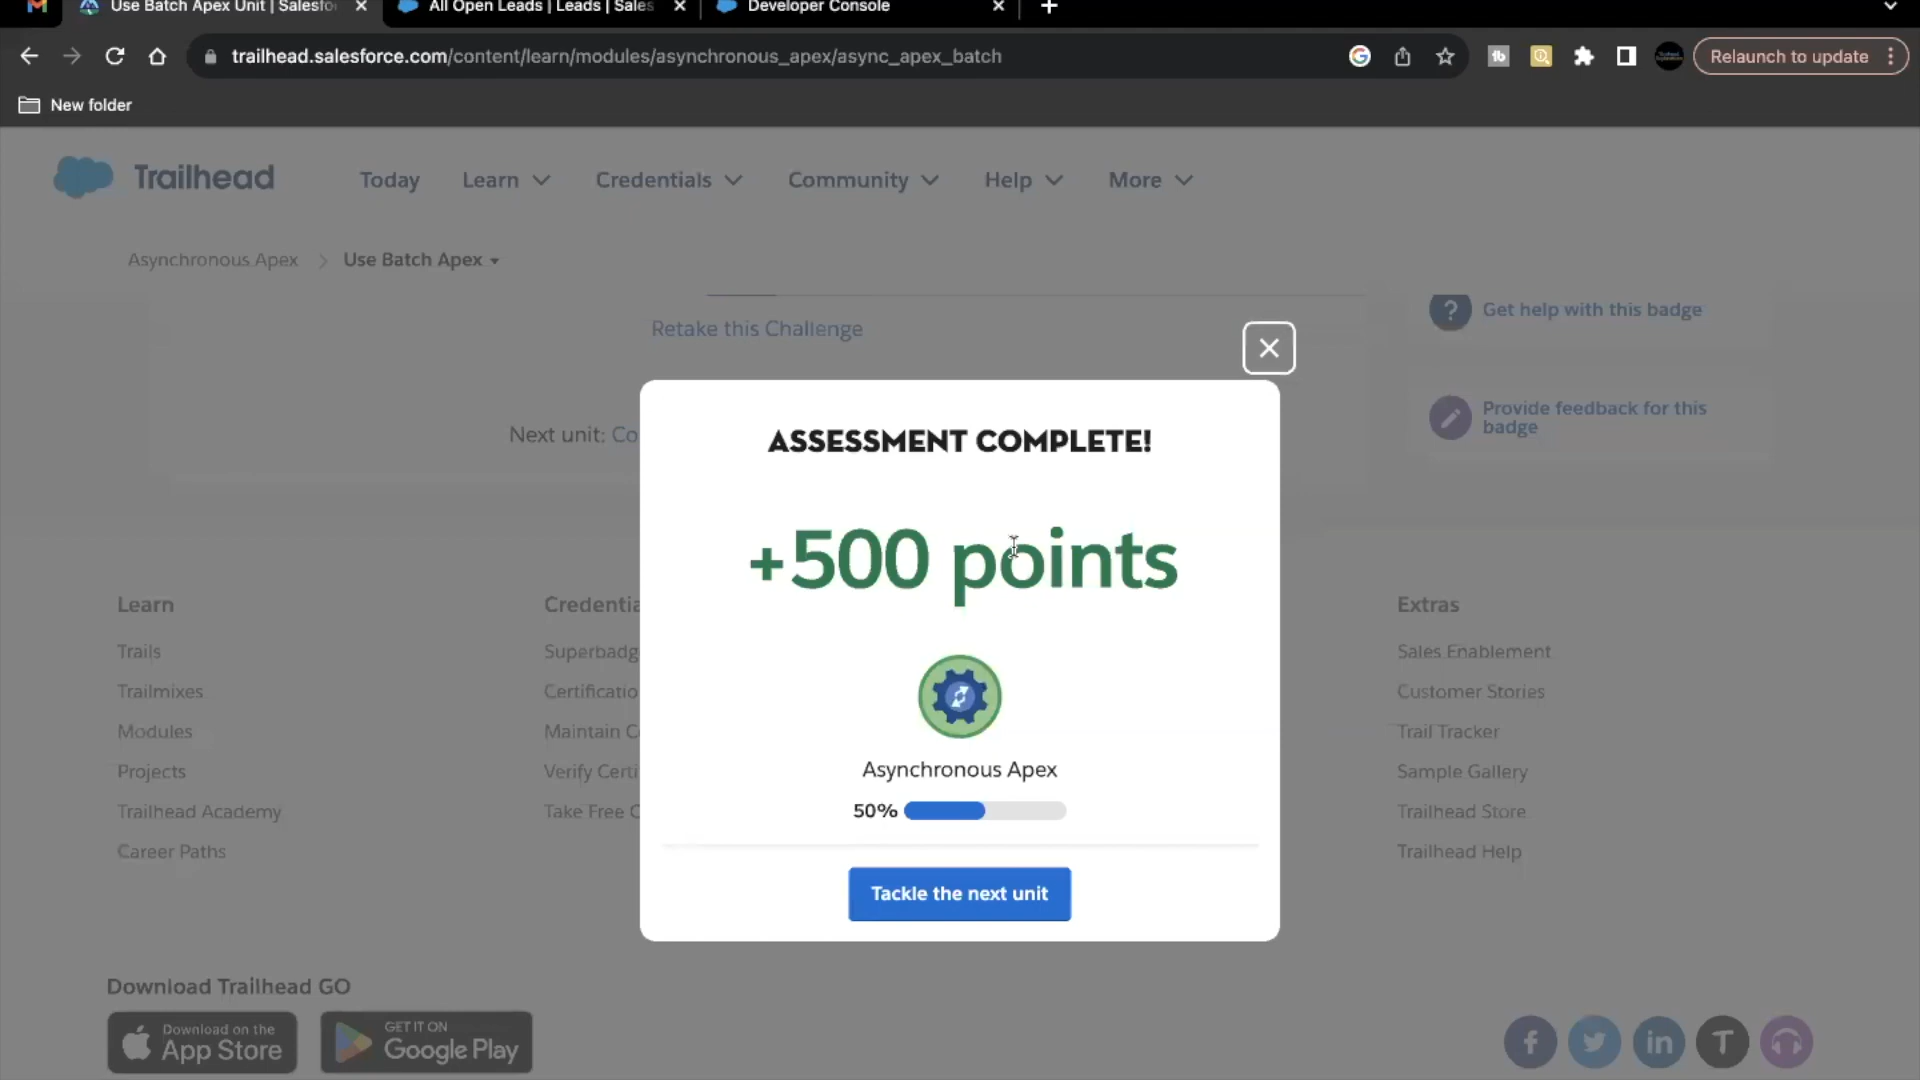 Use Batch Apex Unit | Salesfo
All Open Leads | Leads | Sales
Developer Console
trailhead.salesforce.com/content/learn/modules/asynchronous_apex/async_apex_batch
Relaunch to update
New folder
Trailhead
Today
Learn
Credentials
Community
Help
More
Asynchronous Apex > Use Batch Apex
Get help with this badge
Retake this Challenge
Provide feedback for this
badge
Next unit: Co
ASSESSMENT COMPLETE!
+500 points
Asynchronous Apex
50%
Tackle the next unit
Learn
Trails
Trailmixes
Modules
Projects
Trailhead Academy
Career Paths
Credentia
Superbadg
Certificatio
Maintain C
Verify Certi
Take Free C
Extras
Sales Enablement
Customer Stories
Trail Tracker
Sample Gallery
Trailhead Store
Trailhead Help
Download Trailhead GO
Download on the
App Store
GET IT ON
Google Play